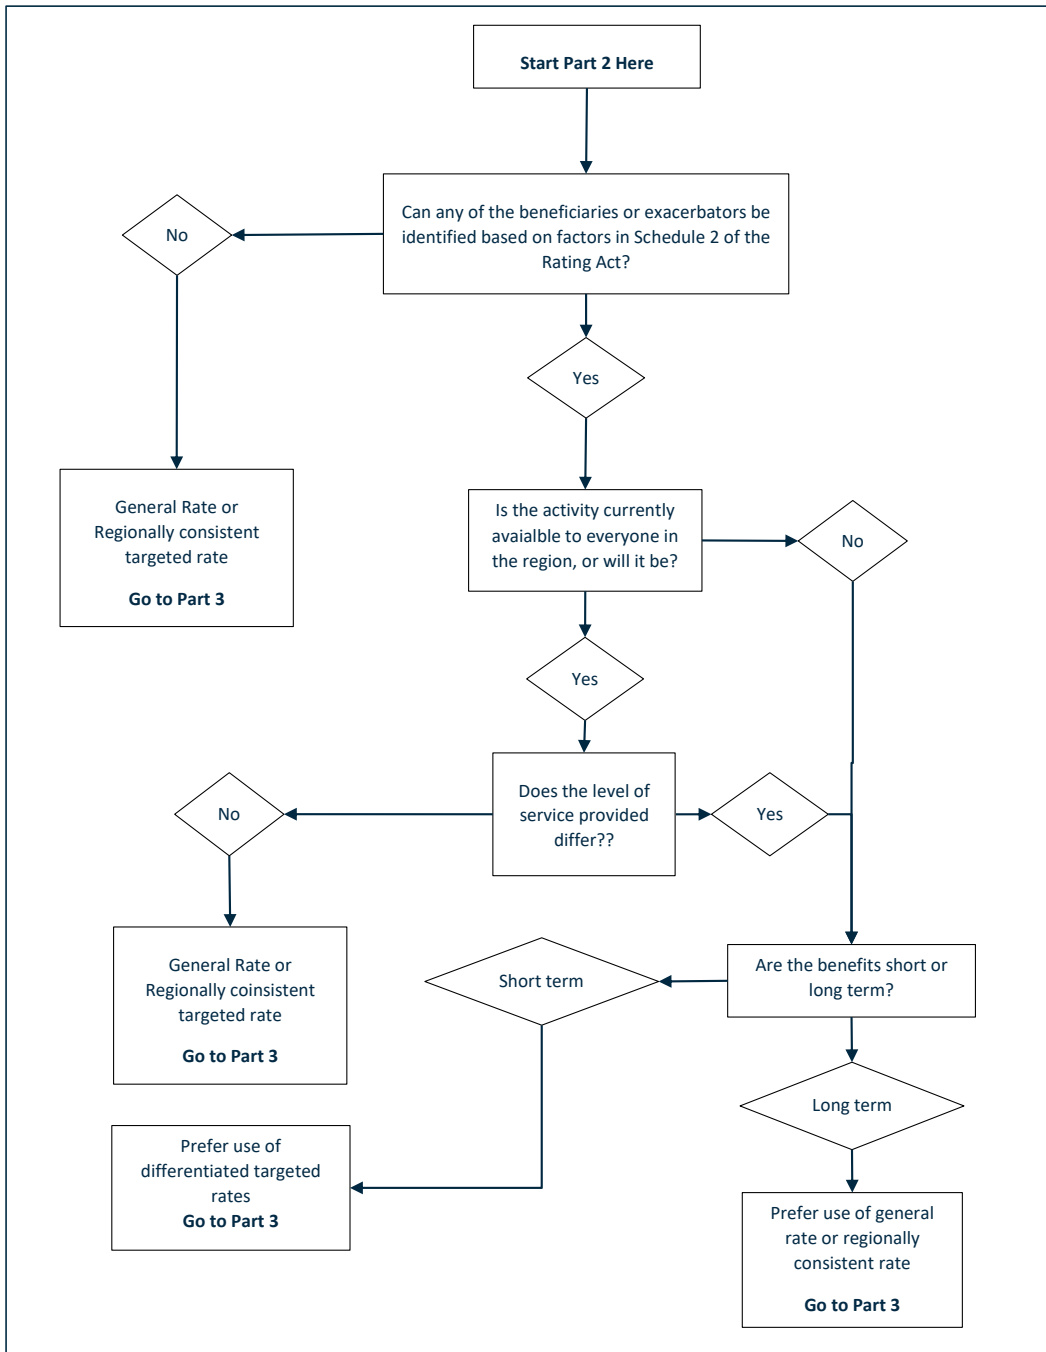 Start Part 2 Here
Can any of the beneficiaries or exacerbators be
identified based on factors in Schedule 2 of the
Rating Act?
No
Yes
General Rate or
Regionally consistent
targeted rate
Go to Part 3
Is the activity currently
avaialble to everyone in
the region, or will it be?
No
Yes
Does the level of
service provided
differ??
No
Yes
General Rate or
Regionally coinsistent
targeted rate
Go to Part 3
Short term
Are the benefits short or
long term?
Long term
Prefer use of
differentiated targeted
rates
Go to Part 3
Prefer use of general
rate or regionally
consistent rate
Go to Part 3